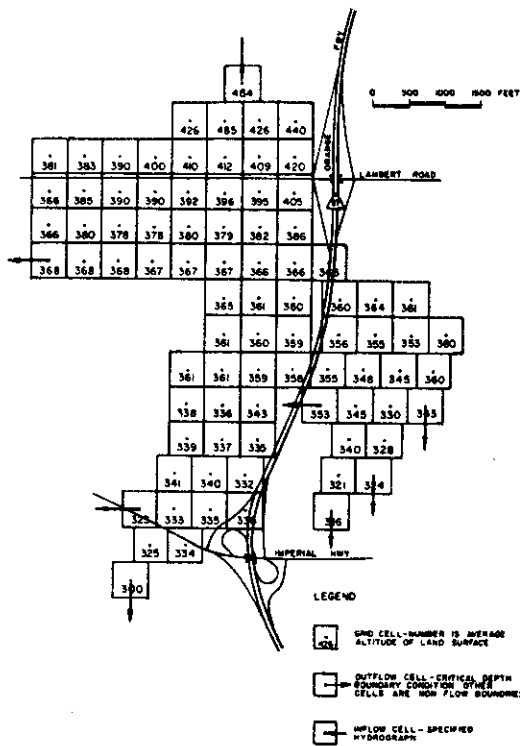 464
0 500 1000 1500 FEET
426 485 426 440
ORANGE FWY
381 383 390 400 410 412 409 420
LAMBERT ROAD
366 385 390 390 392 396 395 405
366 380 378 378 380 379 382 386
368 368 368 367 367 367 366 366
365 361 360 360 364 361
361 360 359 356 355 353 380
361 361 359 358 355 348 345 360
338 336 343 353 345 330
339 337 335 340 328
341 340 332 321
325 333 335
325 334
IMPERIAL HWY
300
LEGEND
426
GRID CELL-NUMBER IS AVERAGE
ALTITUDE OF LAND SURFACE
OUTFLOW CELL-CRITICAL DEPTH
BOUNDARY CONDITION OTHER
CELLS ARE NON FLOW BOUNDRIES
INFLOW CELL-SPECIFIED
HYDROGRAPH